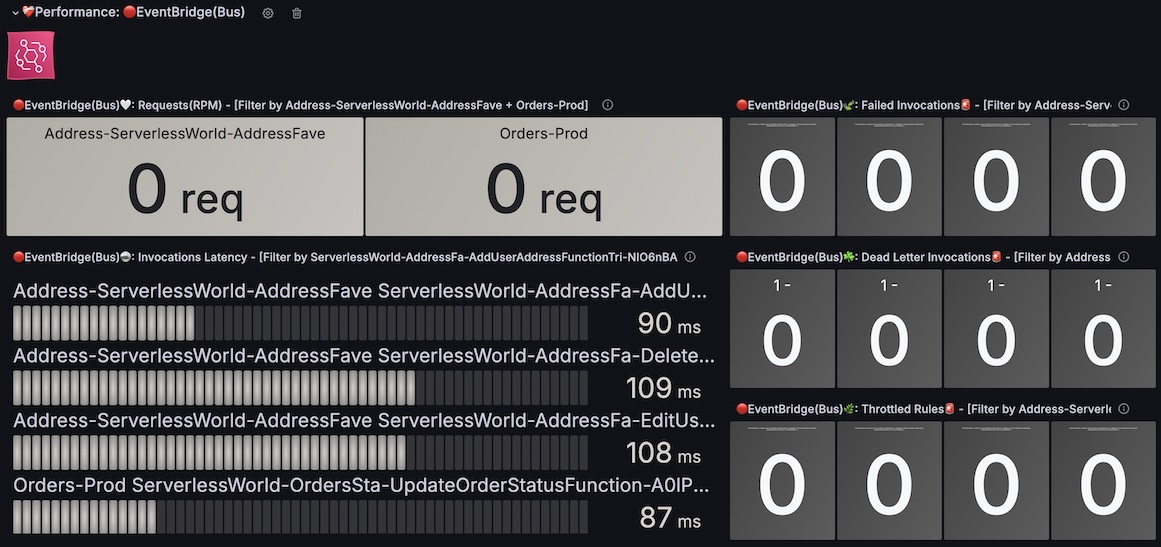 Performance: EventBridge(Bus)
EventBridge(Bus): Requests(RPM) - [Filter by Address-ServerlessWorld-AddressFave + Orders-Prod]
Address-ServerlessWorld-AddressFave
0 req
Orders-Prod
0 req
EventBridge(Bus): Invocations Latency - [Filter by ServerlessWorld-AddressFa-AddUserAddressFunctionTri-NIO6nBA
Address-ServerlessWorld-AddressFave ServerlessWorld-AddressFa-AddU...
90 ms
Address-ServerlessWorld-AddressFave ServerlessWorld-AddressFa-Delete...
109 ms
Address-ServerlessWorld-AddressFave ServerlessWorld-AddressFa-EditUs...
108 ms
Orders-Prod ServerlessWorld-OrdersSta-UpdateOrderStatusFunction-A0IP...
87 ms
EventBridge(Bus): Failed Invocations - [Filter by Address-Serv
0
0
0
0
EventBridge(Bus): Dead Letter Invocations - [Filter by Address
1 -
0
1 -
0
1 -
0
1 -
0
EventBridge(Bus): Throttled Rules - [Filter by Address-Serverle
0
0
0
0